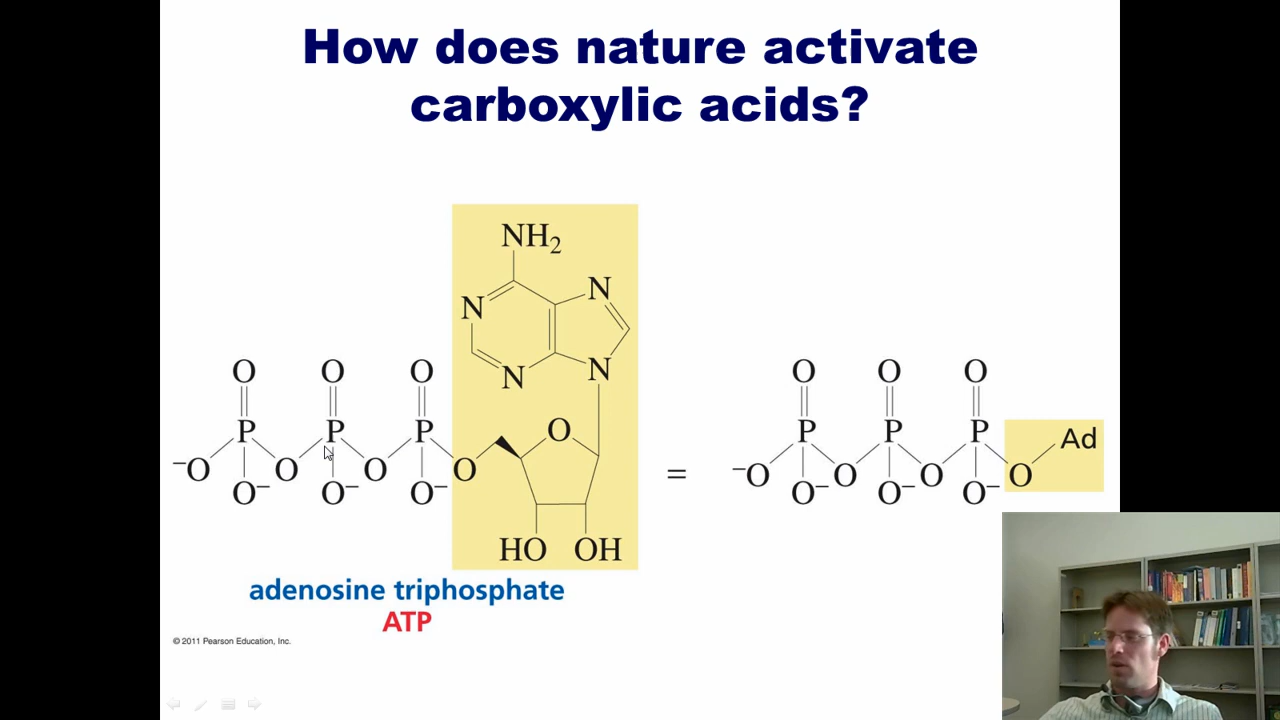 How does nature activate
carboxylic acids?
NH2
N N
N N
O O O O O O
P P P O P P P Ad
⁻O O O O = ⁻O O O O
O⁻ O⁻ O⁻ O⁻ O⁻ O⁻
HO OH
adenosine triphosphate
ATP
© 2011 Pearson Education, Inc.